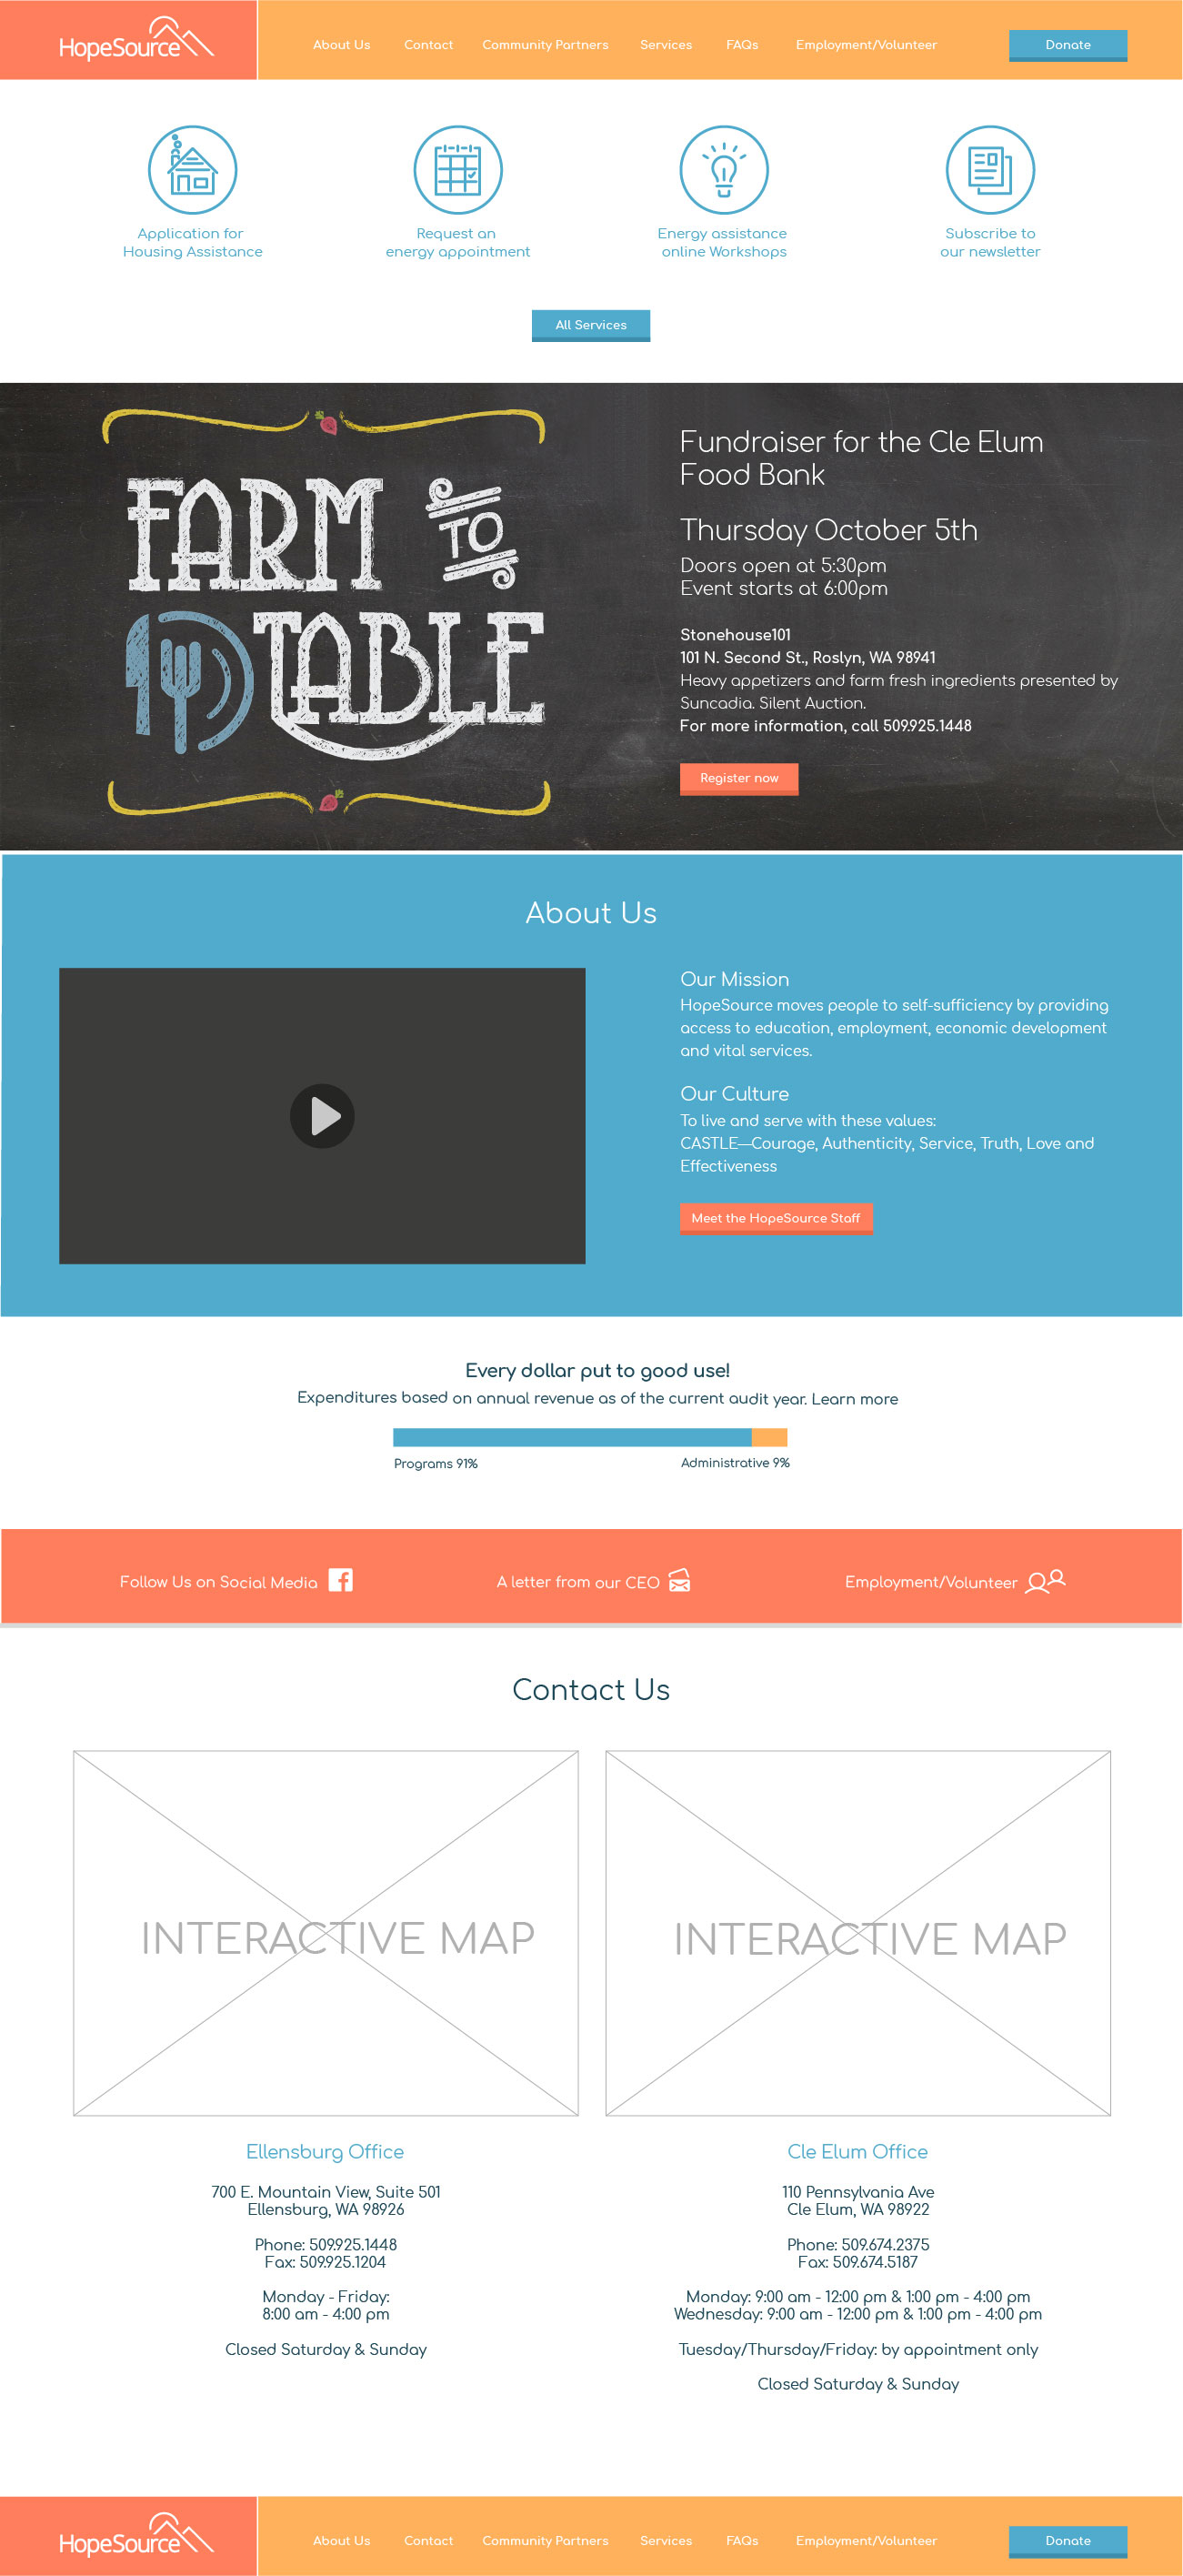 HopeSource
About Us Contact Community Partners Services FAQs Employment/Volunteer Donate
Application for
Housing Assistance
Request an
energy appointment
Energy assistance
online Workshops
Subscribe to
our newsletter
All Services
FARM TO
TABLE
Fundraiser for the Cle Elum
Food Bank
Thursday October 5th
Doors open at 5:30pm
Event starts at 6:00pm
Stonehouse101
101 N. Second St., Roslyn, WA 98941
Heavy appetizers and farm fresh ingredients presented by
Suncadia. Silent Auction.
For more information, call 509.925.1448
Register now
About Us
Our Mission
HopeSource moves people to self-sufficiency by providing
access to education, employment, economic development
and vital services.
Our Culture
To live and serve with these values:
CASTLE—Courage, Authenticity, Service, Truth, Love and
Effectiveness
Meet the HopeSource Staff
Every dollar put to good use!
Expenditures based on annual revenue as of the current audit year. Learn more
Programs 91% Administrative 9%
Follow Us on Social Media
A letter from our CEO
Employment/Volunteer
Contact Us
INTERACTIVE MAP
INTERACTIVE MAP
Ellensburg Office
700 E. Mountain View, Suite 501
Ellensburg, WA 98926
Phone: 509.925.1448
Fax: 509.925.1204
Monday - Friday:
8:00 am - 4:00 pm
Closed Saturday & Sunday
Cle Elum Office
110 Pennsylvania Ave
Cle Elum, WA 98922
Phone: 509.674.2375
Fax: 509.674.5187
Monday: 9:00 am - 12:00 pm & 1:00 pm - 4:00 pm
Wednesday: 9:00 am - 12:00 pm & 1:00 pm - 4:00 pm
Tuesday/Thursday/Friday: by appointment only
Closed Saturday & Sunday
HopeSource
About Us Contact Community Partners Services FAQs Employment/Volunteer Donate